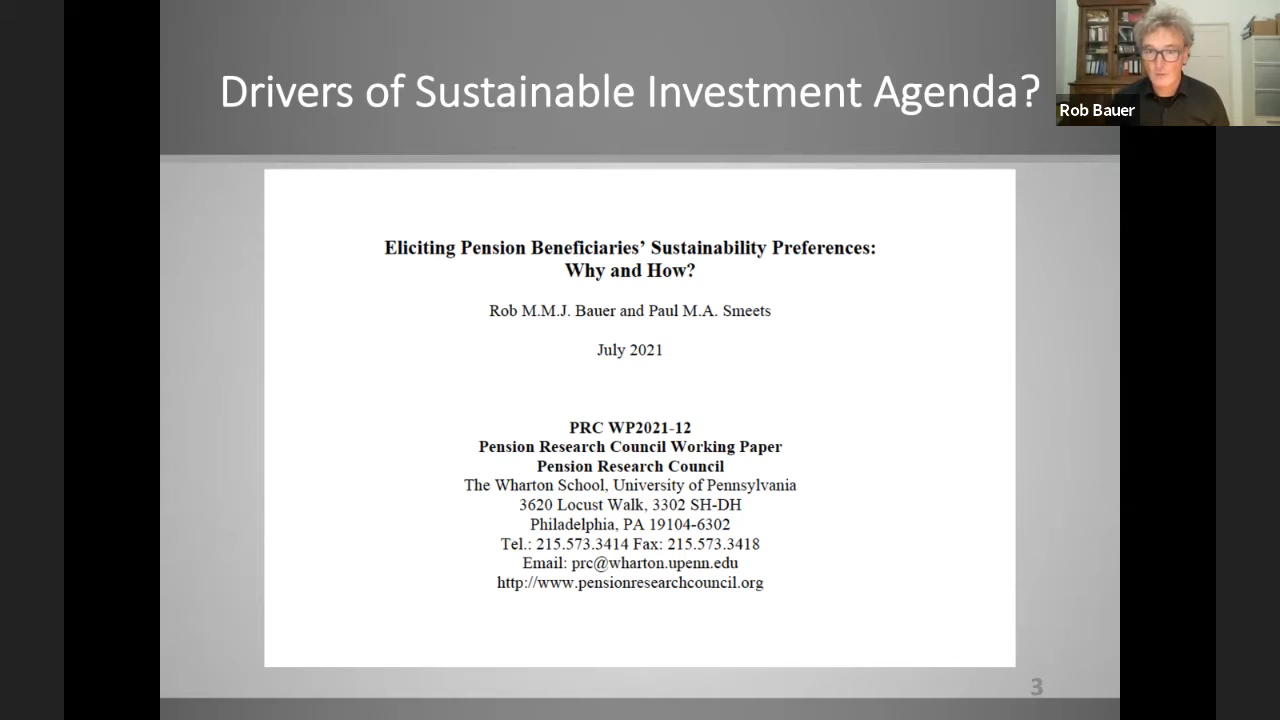 Drivers of Sustainable Investment Agenda?
Rob Bauer
Eliciting Pension Beneficiaries’ Sustainability Preferences:
Why and How?
Rob M.M.J. Bauer and Paul M.A. Smeets
July 2021
PRC WP2021-12
Pension Research Council Working Paper
Pension Research Council
The Wharton School, University of Pennsylvania
3620 Locust Walk, 3302 SH-DH
Philadelphia, PA 19104-6302
Tel.: 215.573.3414 Fax: 215.573.3418
Email: prc@wharton.upenn.edu
http://www.pensionresearchcouncil.org
3